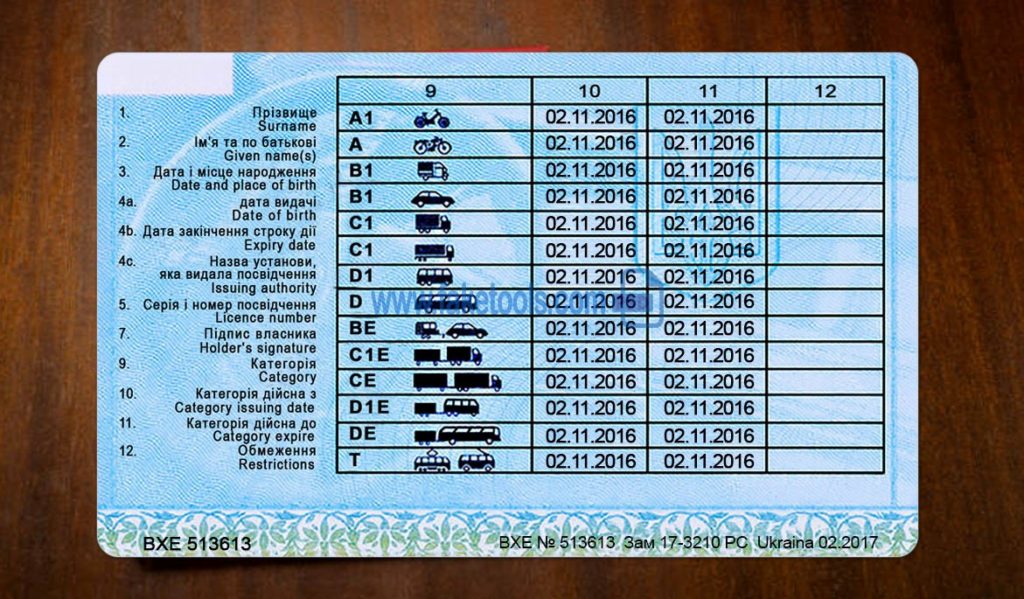 1. Прізвище
Surname
2. Ім'я та по батькові
Given name(s)
3. Дата і місце народження
Date and place of birth
4a. дата видачі
Date of birth
4b. Дата закінчення строку дії
Expiry date
4c. Назва установи,
яка видала посвідчення
Issuing authority
5. Серія і номер посвідчення
Licence number
7. Підпис власника
Holder's signature
9. Категорія
Category
10. Категорія дійсна з
Category issuing date
11. Категорія дійсна до
Category expire
12. Обмеження
Restrictions
9 10 11 12
A1 02.11.2016 02.11.2016
A 02.11.2016 02.11.2016
B1 02.11.2016 02.11.2016
B1 02.11.2016 02.11.2016
C1 02.11.2016 02.11.2016
C1 02.11.2016 02.11.2016
D1 02.11.2016 02.11.2016
D 02.11.2016 02.11.2016
www.faketools.com
BE 02.11.2016 02.11.2016
C1E 02.11.2016 02.11.2016
CE 02.11.2016 02.11.2016
D1E 02.11.2016 02.11.2016
DE 02.11.2016 02.11.2016
T 02.11.2016 02.11.2016
BXE 513613
BXE № 513613 Зам 17-3210 PC Ukraina 02.2017